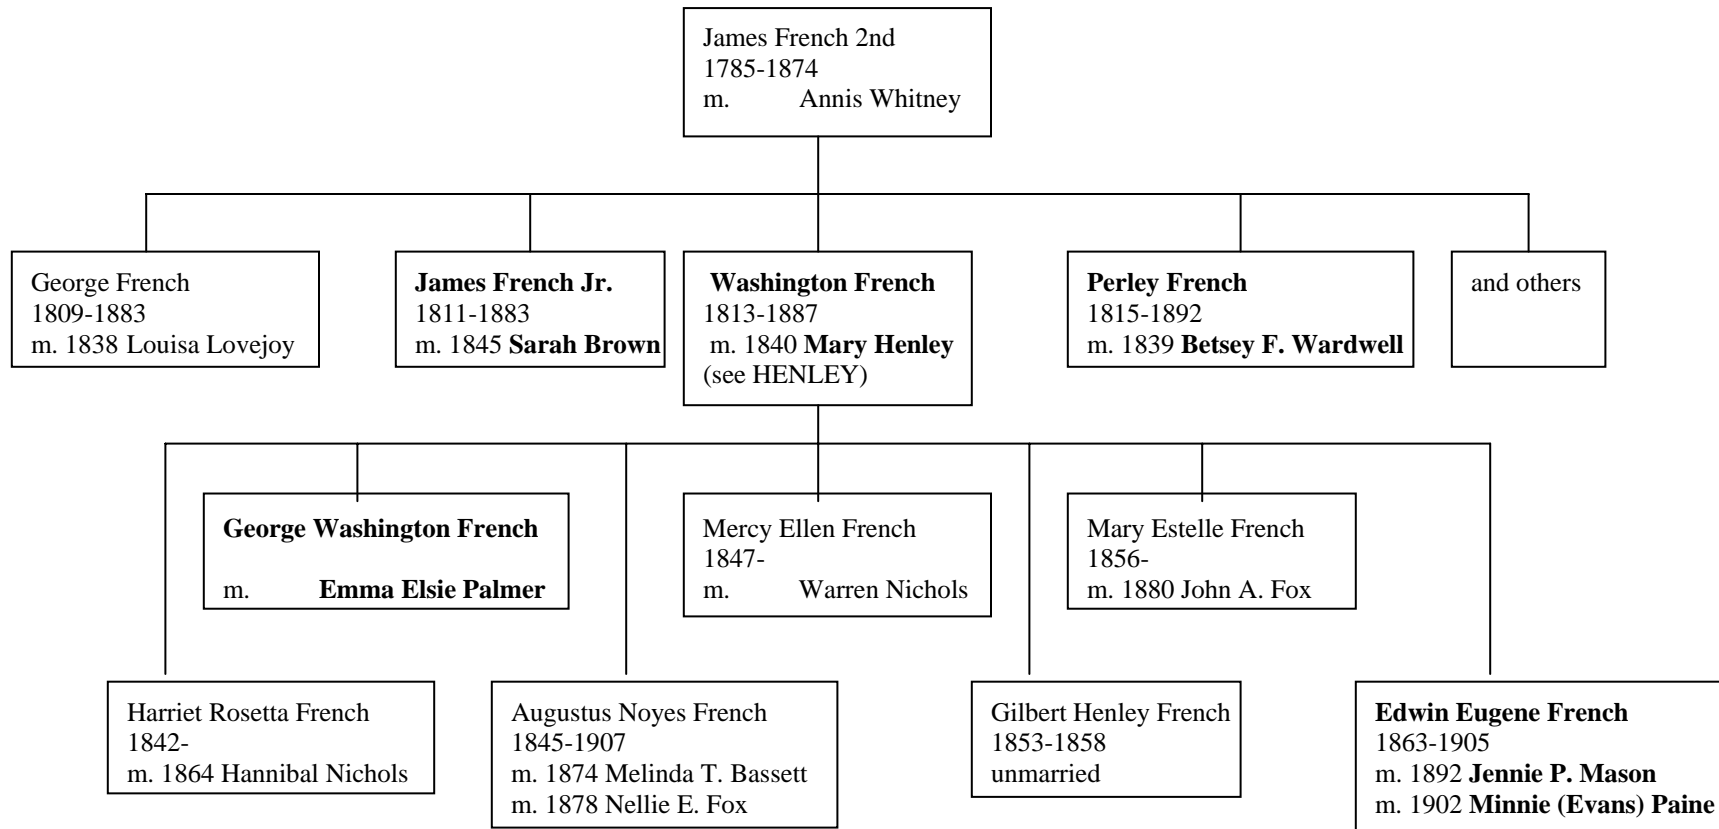 James French 2nd
1785-1874
m. Annis Whitney
George French
1809-1883
m. 1838 Louisa Lovejoy
James French Jr.
1811-1883
m. 1845 Sarah Brown
Washington French
1813-1887
m. 1840 Mary Henley
(see HENLEY)
Perley French
1815-1892
m. 1839 Betsey F. Wardwell
and others
George Washington French
m. Emma Elsie Palmer
Mercy Ellen French
1847-
m. Warren Nichols
Mary Estelle French
1856-
m. 1880 John A. Fox
Harriet Rosetta French
1842-
m. 1864 Hannibal Nichols
Augustus Noyes French
1845-1907
m. 1874 Melinda T. Bassett
m. 1878 Nellie E. Fox
Gilbert Henley French
1853-1858
unmarried
Edwin Eugene French
1863-1905
m. 1892 Jennie P. Mason
m. 1902 Minnie (Evans) Paine